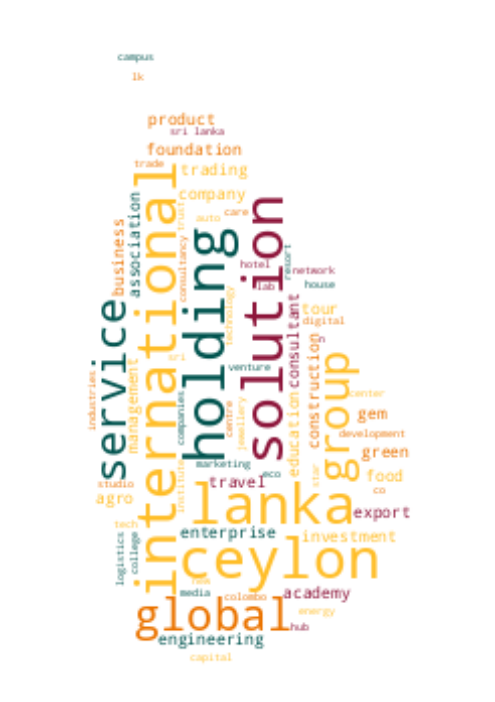 campus
lk
product
sri lanka
foundation
trade
trading
international
company
association
trust
care
auto
solution
business
holding
consultancy
hotel
resort
network
lab
house
technology
service
consultant
tour
digital
n
sri
venture
construction
group
management
industries
companies
centre
jewellery
education
center
gem
development
green
marketing
eco
star
food
travel
institute
studio
co
agro
lanka
export
tech
enterprise
investment
logistics
college
ceylon
new
media
colombo
academy
energy
global
hub
engineering
capital